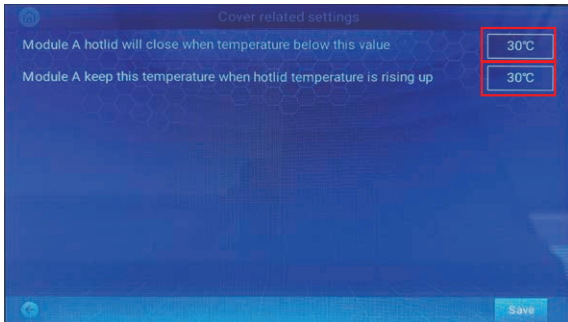 Cover related settings
Module A hotlid will close when temperature below this value 30℃
Module A keep this temperature when hotlid temperature is rising up 30℃
Save